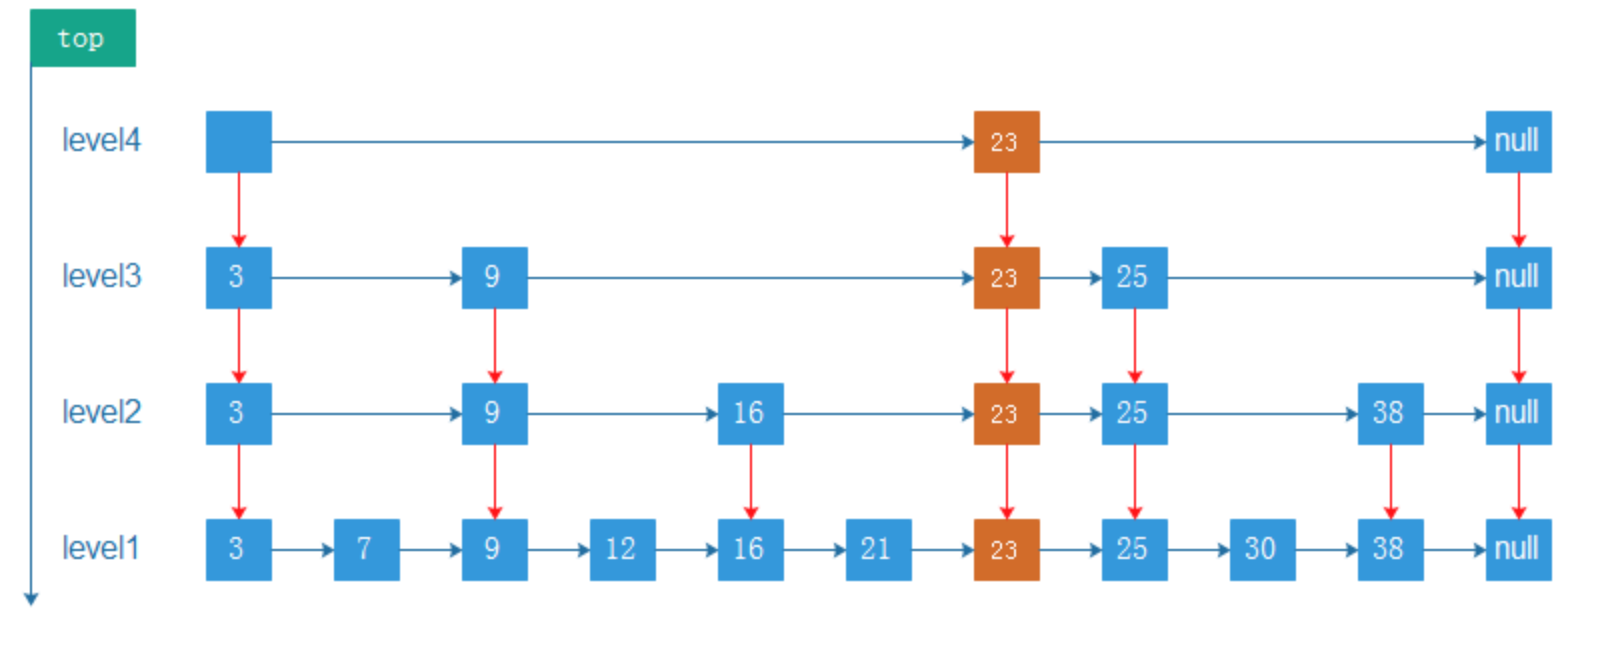 top
level4 23 null
level3 3 9 23 25 null
level2 3 9 16 23 25 38 null
level1 3 7 9 12 16 21 23 25 30 38 null